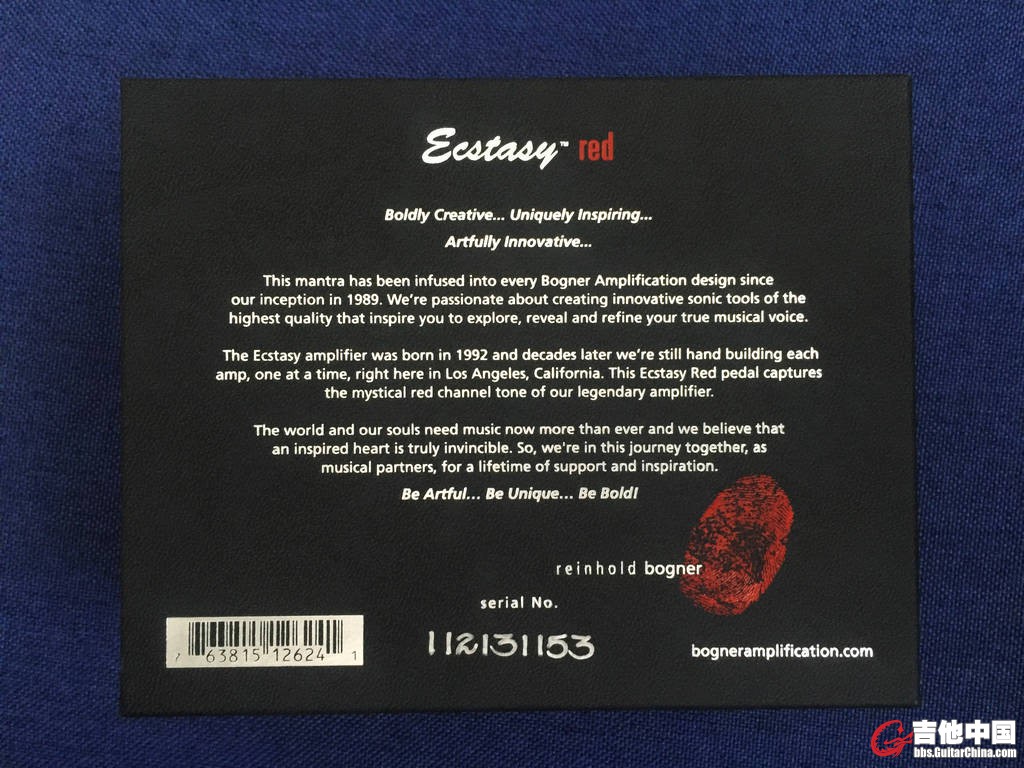 Ecstasy™ red
Boldly Creative... Uniquely Inspiring...
Artfully Innovative...
This mantra has been infused into every Bogner Amplification design since
our inception in 1989. We're passionate about creating innovative sonic tools of the
highest quality that inspire you to explore, reveal and refine your true musical voice.
The Ecstasy amplifier was born in 1992 and decades later we're still hand building each
amp, one at a time, right here in Los Angeles, California. This Ecstasy Red pedal captures
the mystical red channel tone of our legendary amplifier.
The world and our souls need music now more than ever and we believe that
an inspired heart is truly invincible. So, we're in this journey together, as
musical partners, for a lifetime of support and inspiration.
Be Artful... Be Unique... Be Bold!
reinhold bogner
serial No.
112131153
7 63815 12624 1
bogneramplification.com
吉他中国
bbs.GuitarChina.com